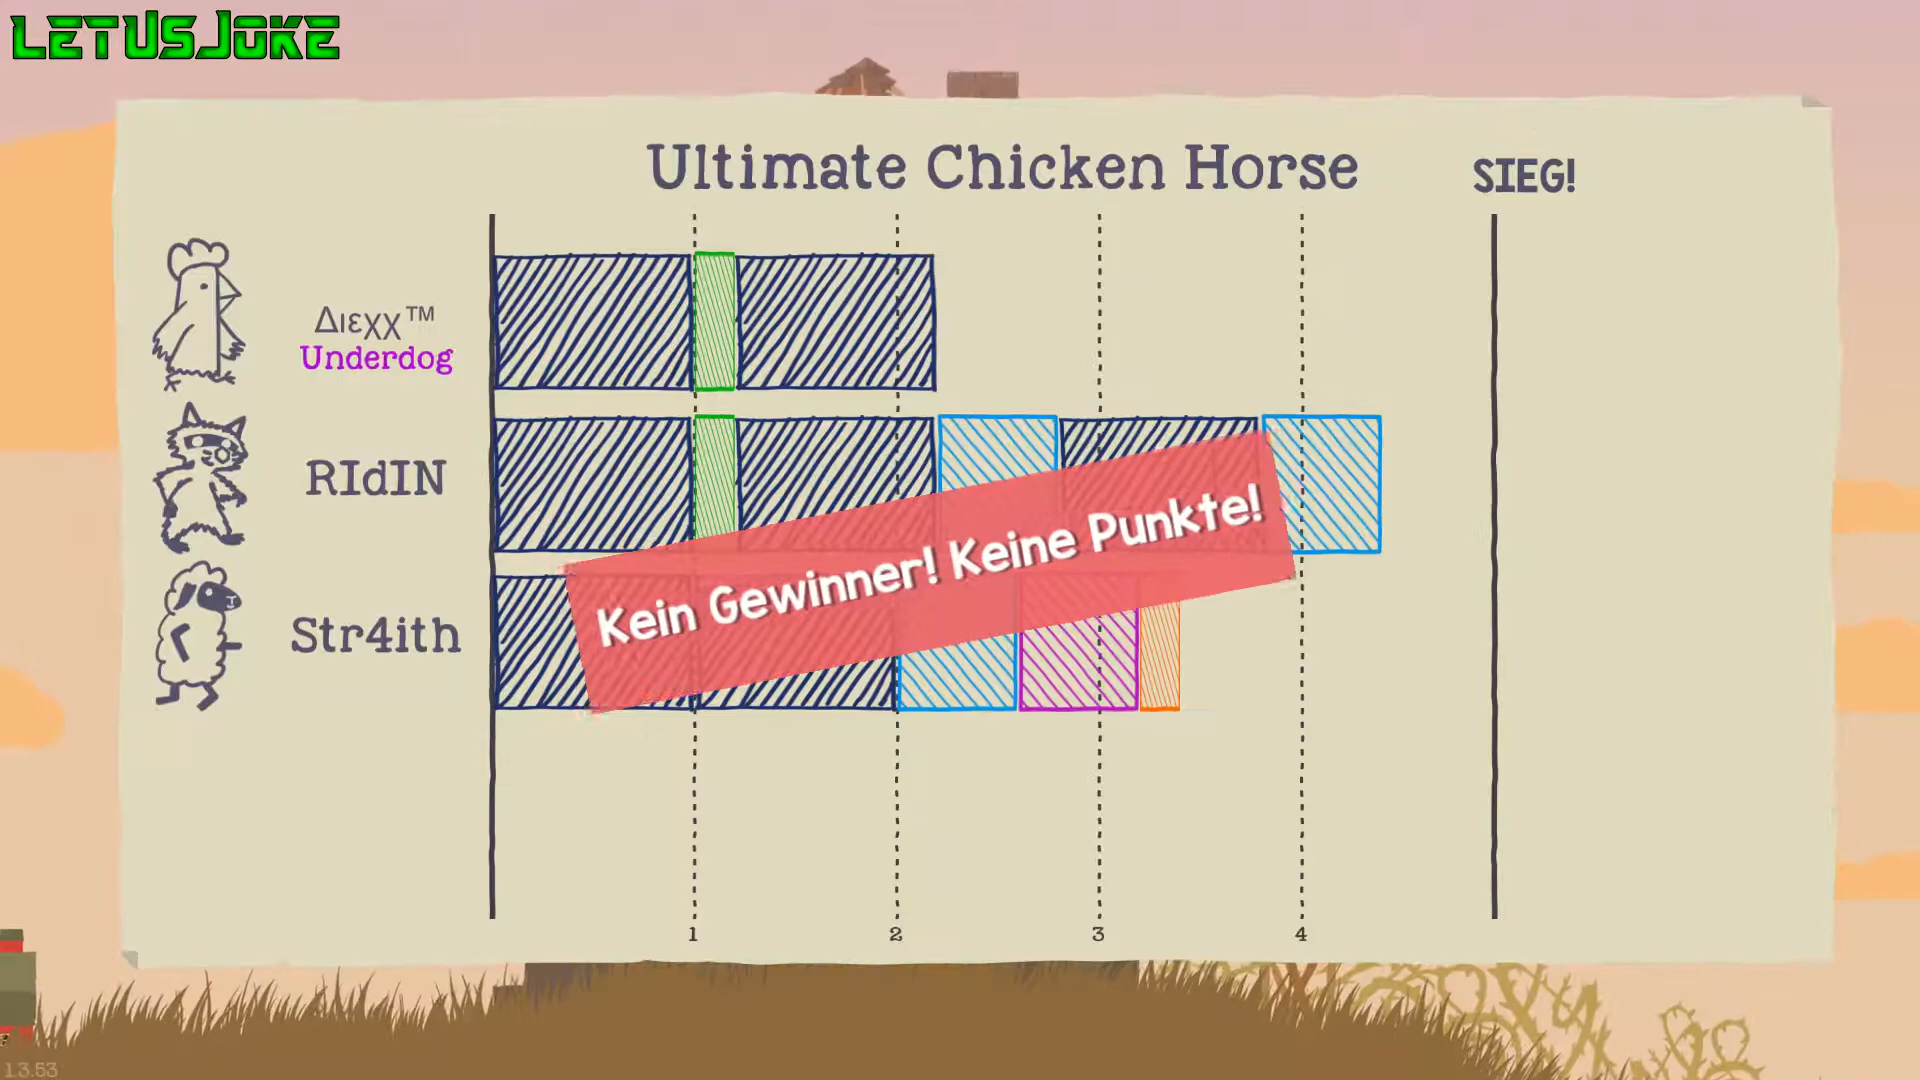 LETUSJOKE
Ultimate Chicken Horse
SIEG!
Διεχχ™
Underdog
RIdIN
Kein Gewinner! Keine Punkte!
Str4ith
1 2 3 4
1.3.53